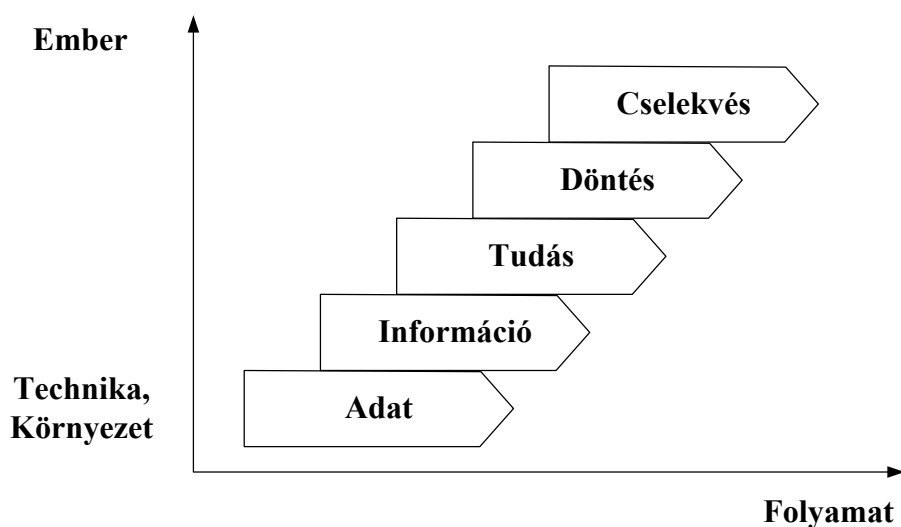 Ember
Cselekvés
Döntés
Tudás
Információ
Technika,
Környezet
Adat
Folyamat